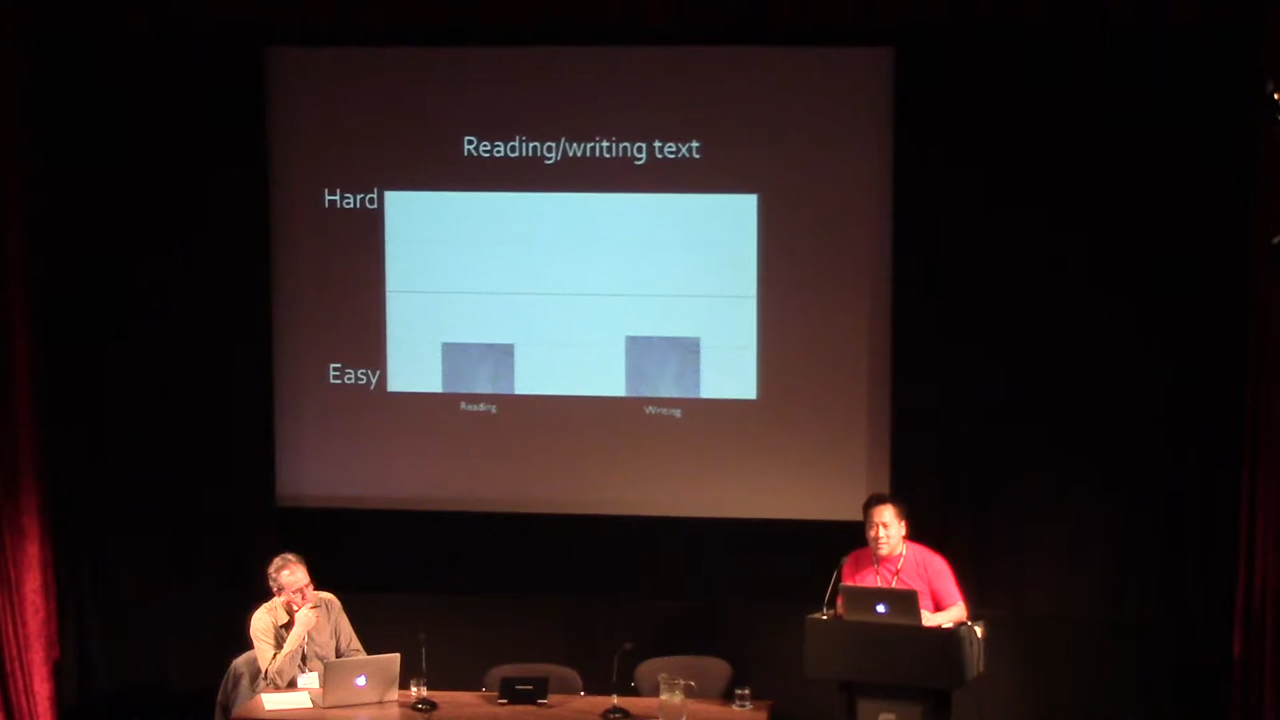 Reading/writing text
Hard
Easy
Reading
Writing